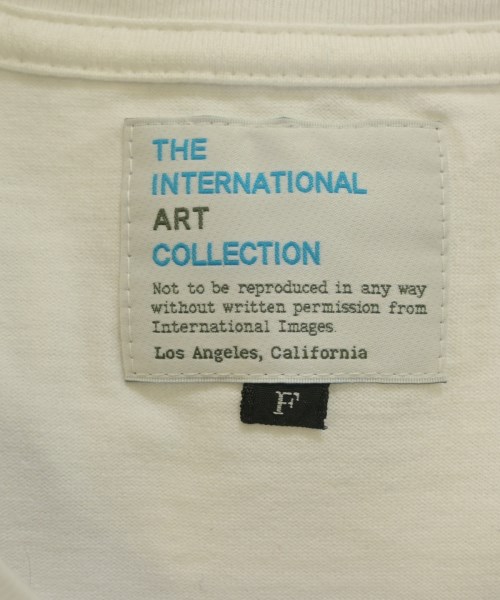 THE
INTERNATIONAL
ART
COLLECTION
Not to be reproduced in any way
without written permission from
International Images.
Los Angeles, California
F